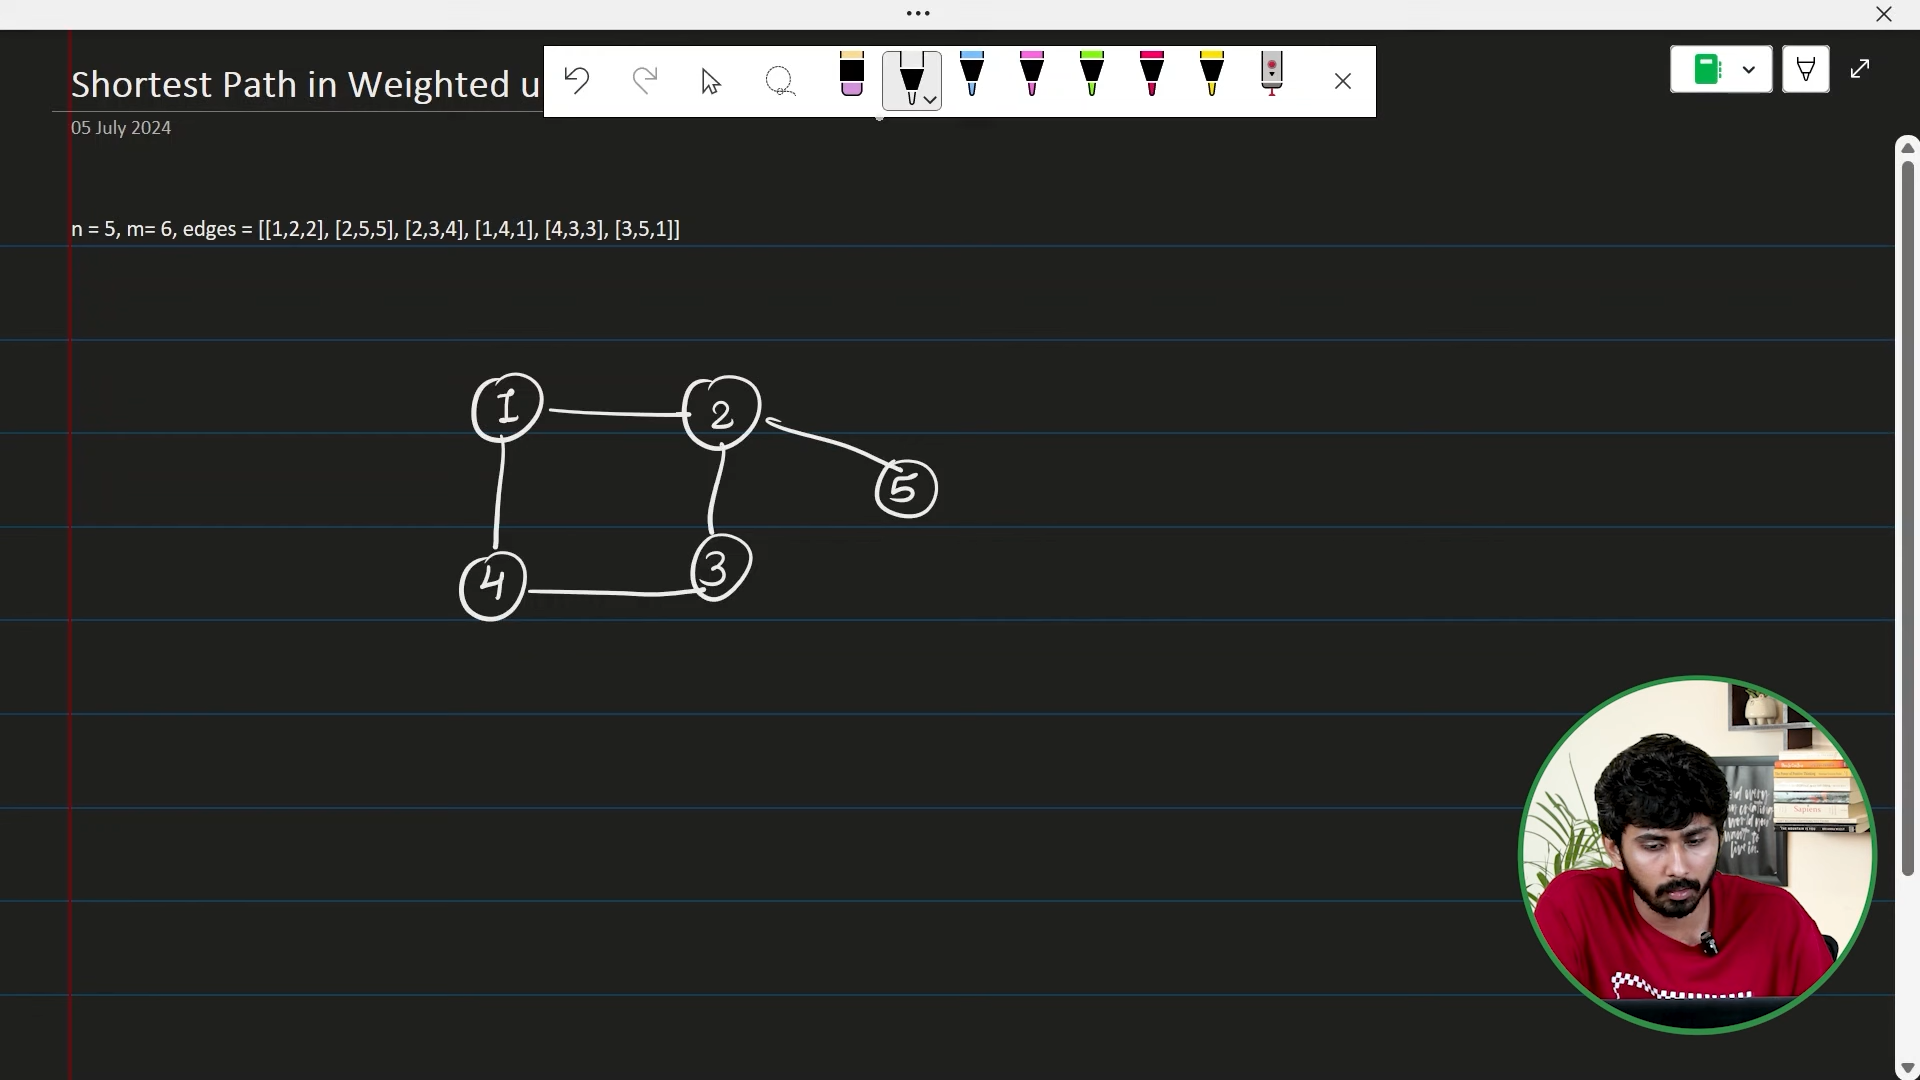 Shortest Path in Weighted u
05 July 2024
n = 5, m= 6, edges = [[1,2,2], [2,5,5], [2,3,4], [1,4,1], [4,3,3], [3,5,1]]
1
2
5
4
3
Sapiens